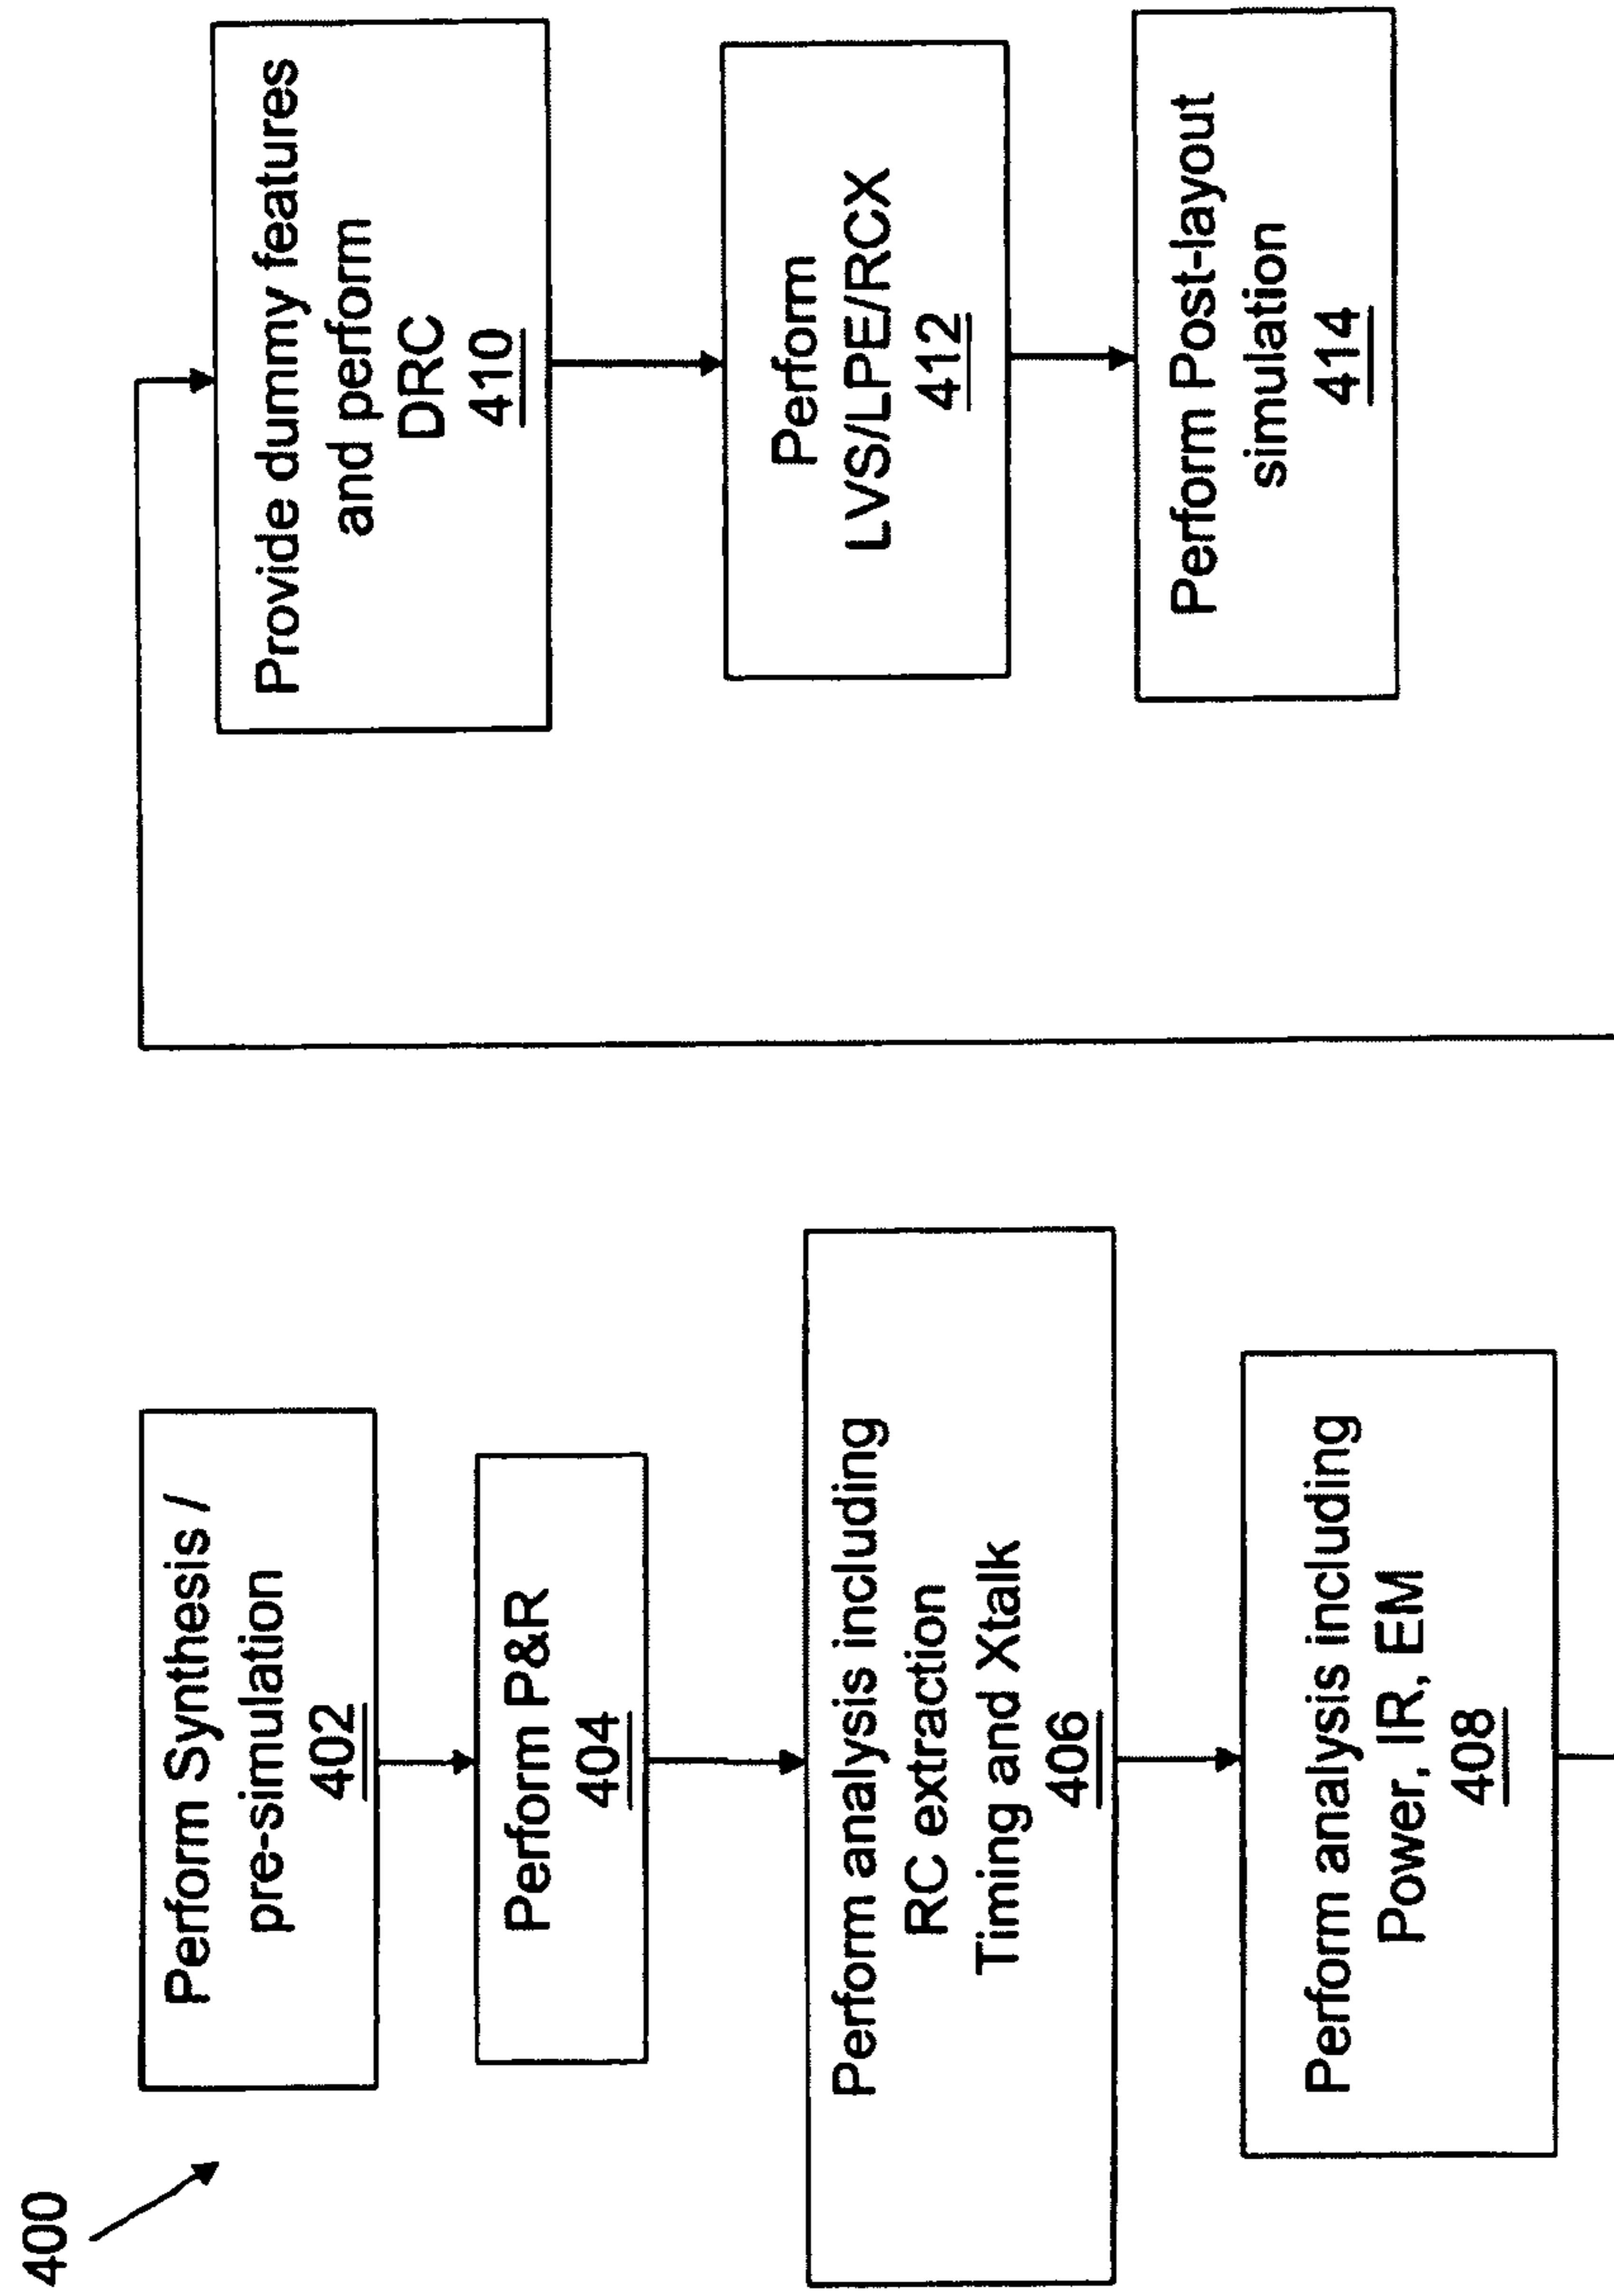 400
Perform Synthesis /
pre-simulation
402
Perform P&R
404
Perform analysis including
RC extraction
Timing and Xtalk
406
Perform analysis including
Power, IR, EM
408
Provide dummy features
and perform
DRC
410
Perform
LVS/LPE/RCX
412
Perform Post-layout
simulation
414